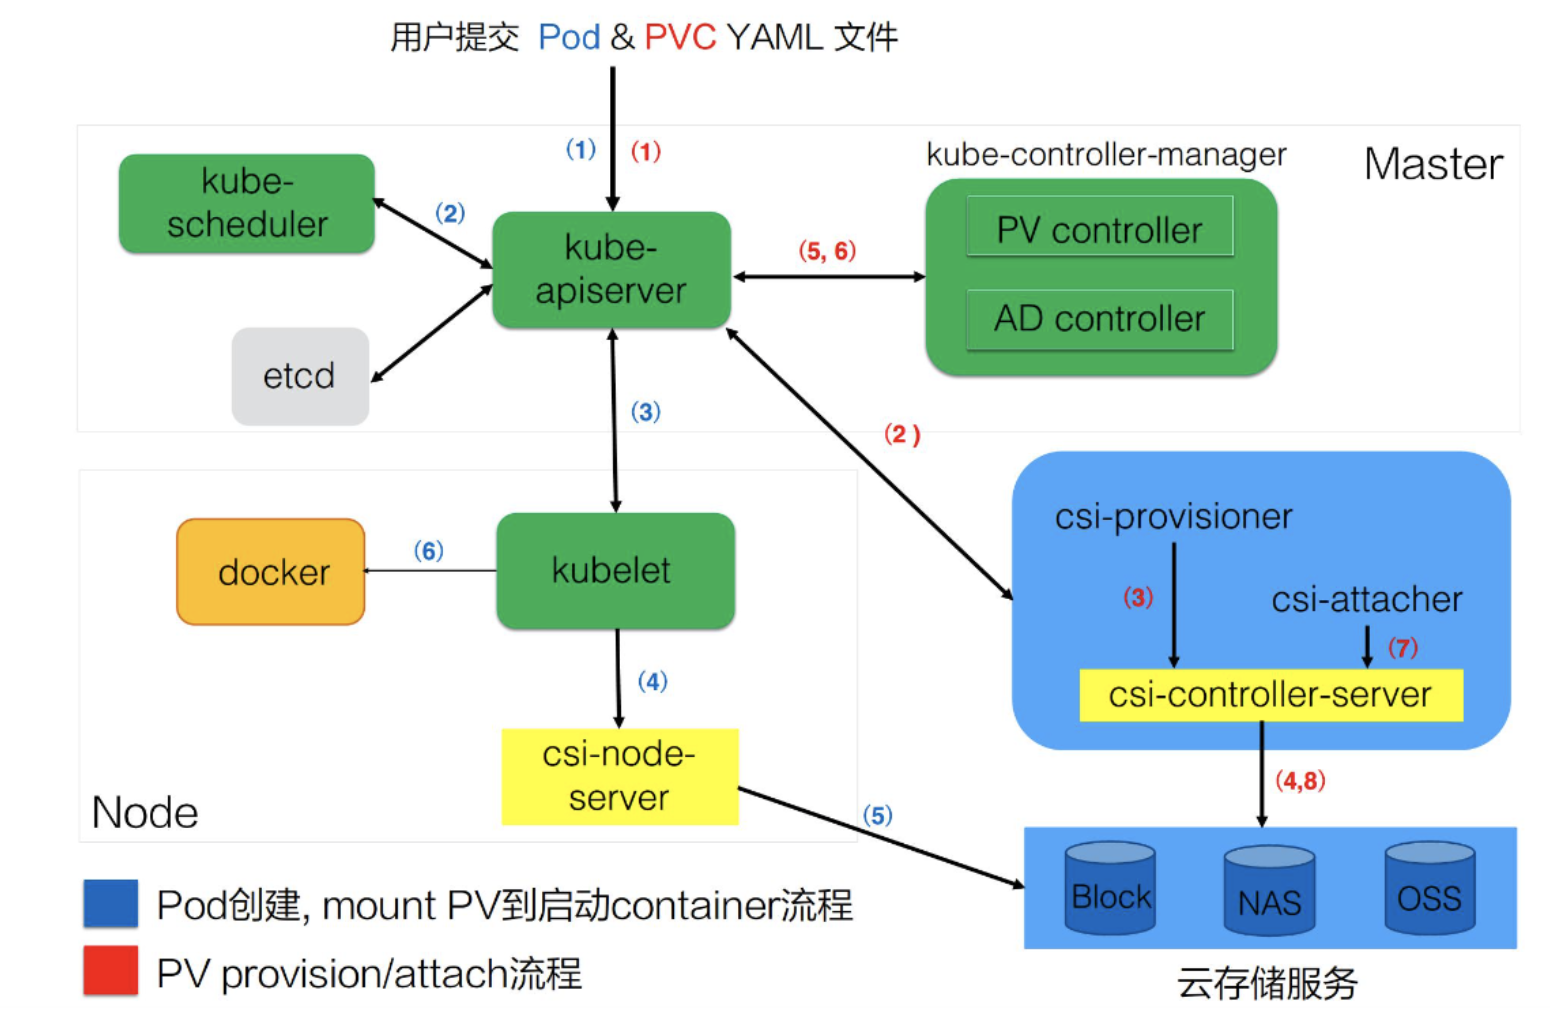 用户提交 Pod & PVC YAML 文件
(1) (1)
kube-controller-manager
Master
kube-
scheduler
(2)
kube-
apiserver
(5, 6)
PV controller
AD controller
etcd
(3)
(2 )
csi-provisioner
docker
(6)
kubelet
(3)
csi-attacher
(7)
(4)
csi-controller-server
csi-node-
server
(4,8)
Node
(5)
Block
NAS
OSS
Pod创建, mount PV到启动container流程
PV provision/attach流程
云存储服务